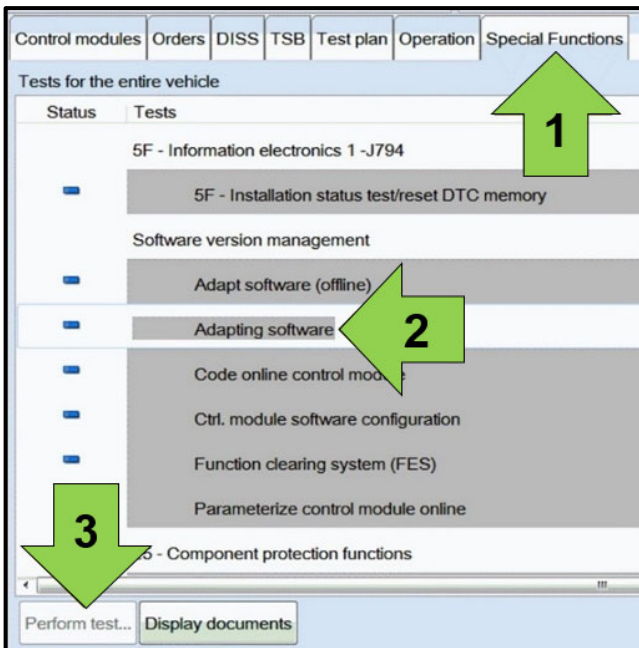 Control modules Orders DISS TSB Test plan Operation Special Functions
Tests for the entire vehicle
Status Tests
1
5F - Information electronics 1 -J794
5F - Installation status test/reset DTC memory
Software version management
Adapt software (offline)
Adapting software
2
Code online control module
Ctrl. module software configuration
Function clearing system (FES)
Parameterize control module online
3
5 - Component protection functions
Perform test... Display documents